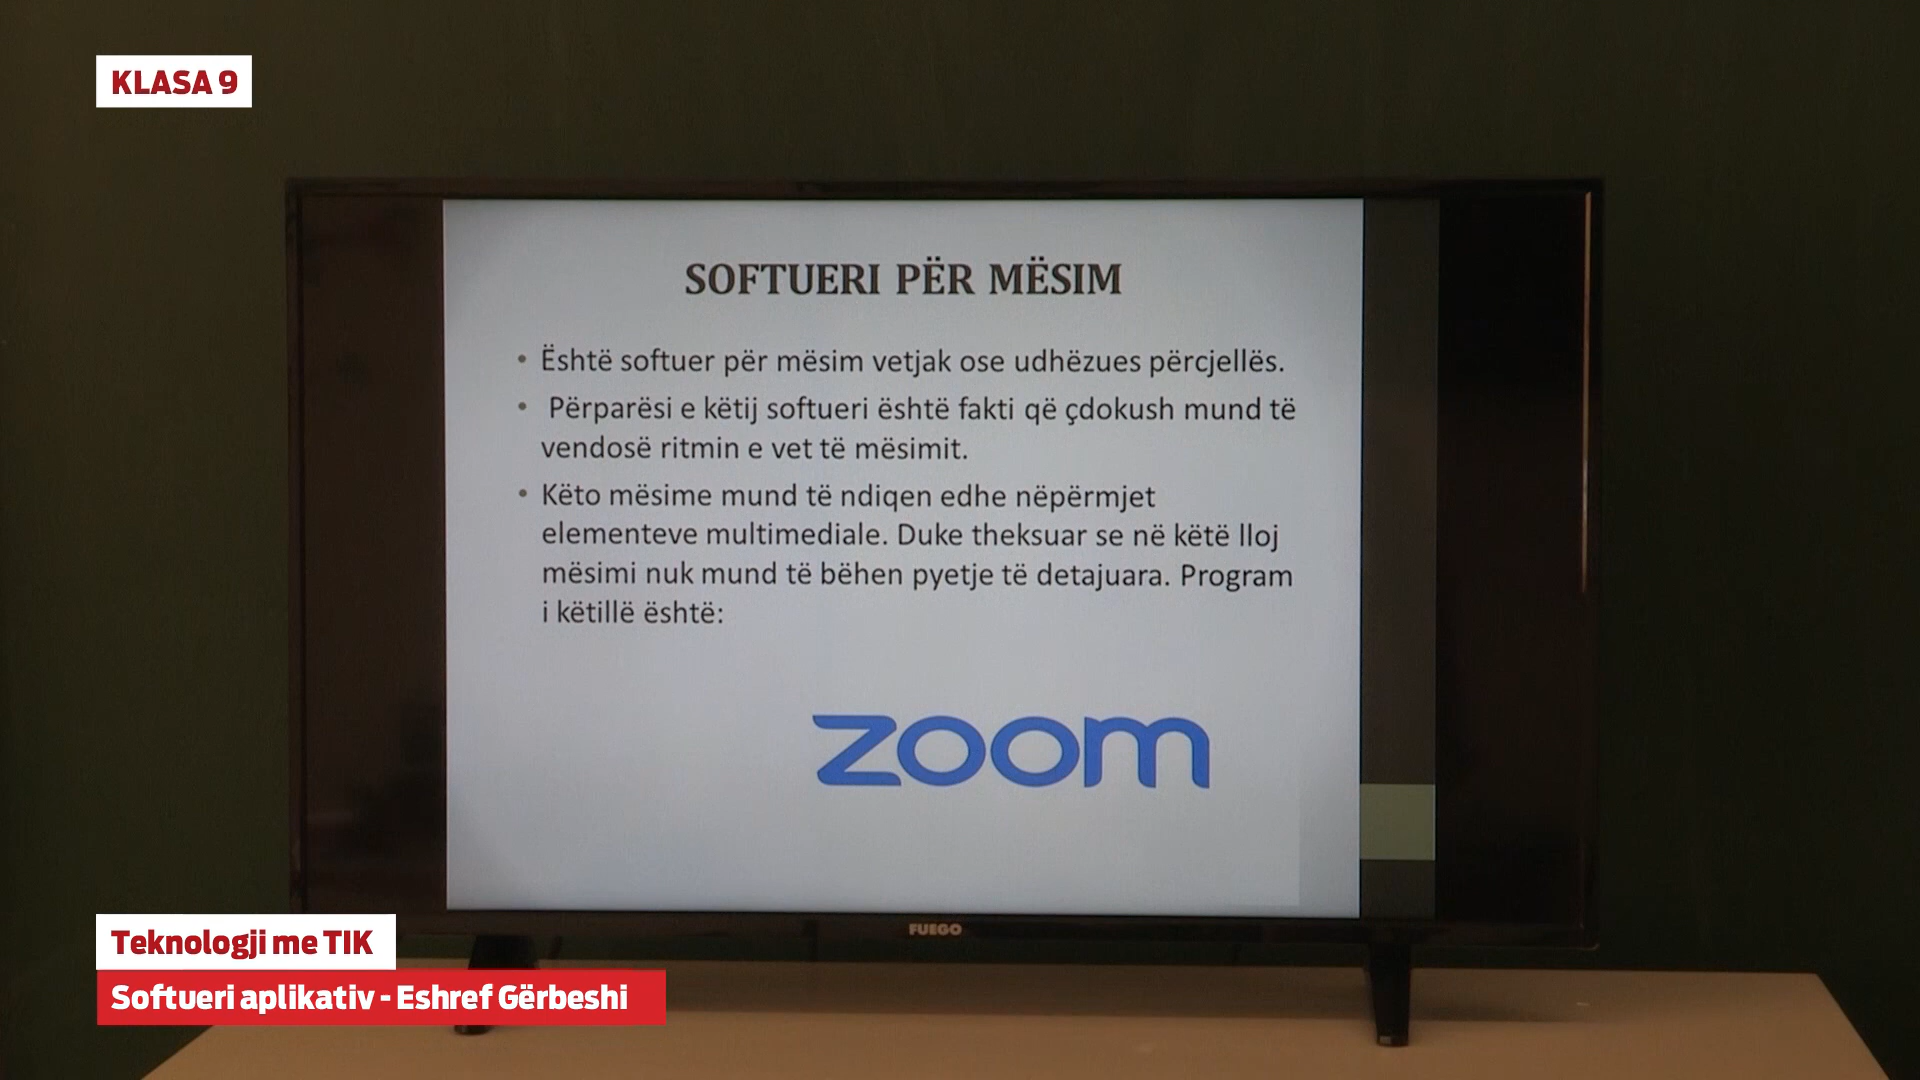 KLASA 9
SOFTUERI PËR MËSIM
• Është softuer për mësim vetjak ose udhëzues përcjellës.
• Përparësi e këtij softueri është fakti që çdokush mund të
vendosë ritmin e vet të mësimit.
• Këto mësime mund të ndiqen edhe nëpërmjet
elementeve multimediale. Duke theksuar se në këtë lloj
mësimi nuk mund të bëhen pyetje të detajuara. Program
i këtillë është:
zoom
FUEGO
Teknologji me TIK
Softueri aplikativ - Eshref Gërbeshi